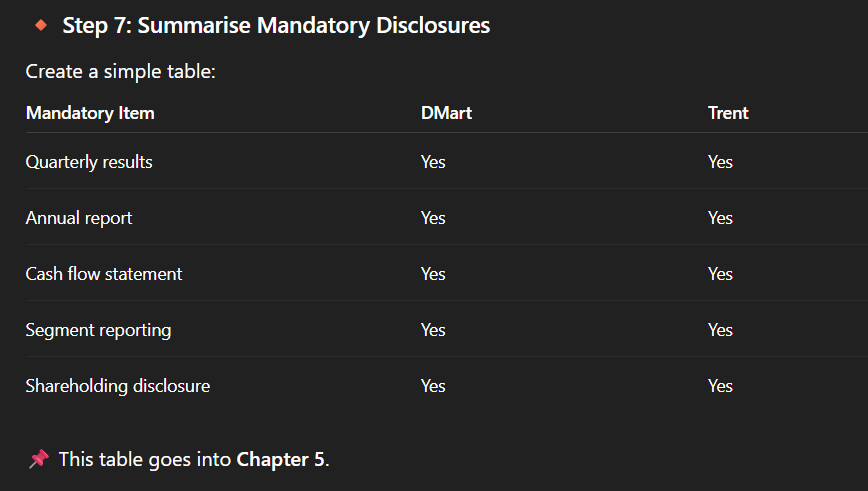 🔸 Step 7: Summarise Mandatory Disclosures
Create a simple table:
Mandatory Item DMart Trent
Quarterly results Yes Yes
Annual report Yes Yes
Cash flow statement Yes Yes
Segment reporting Yes Yes
Shareholding disclosure Yes Yes
📌 This table goes into Chapter 5.